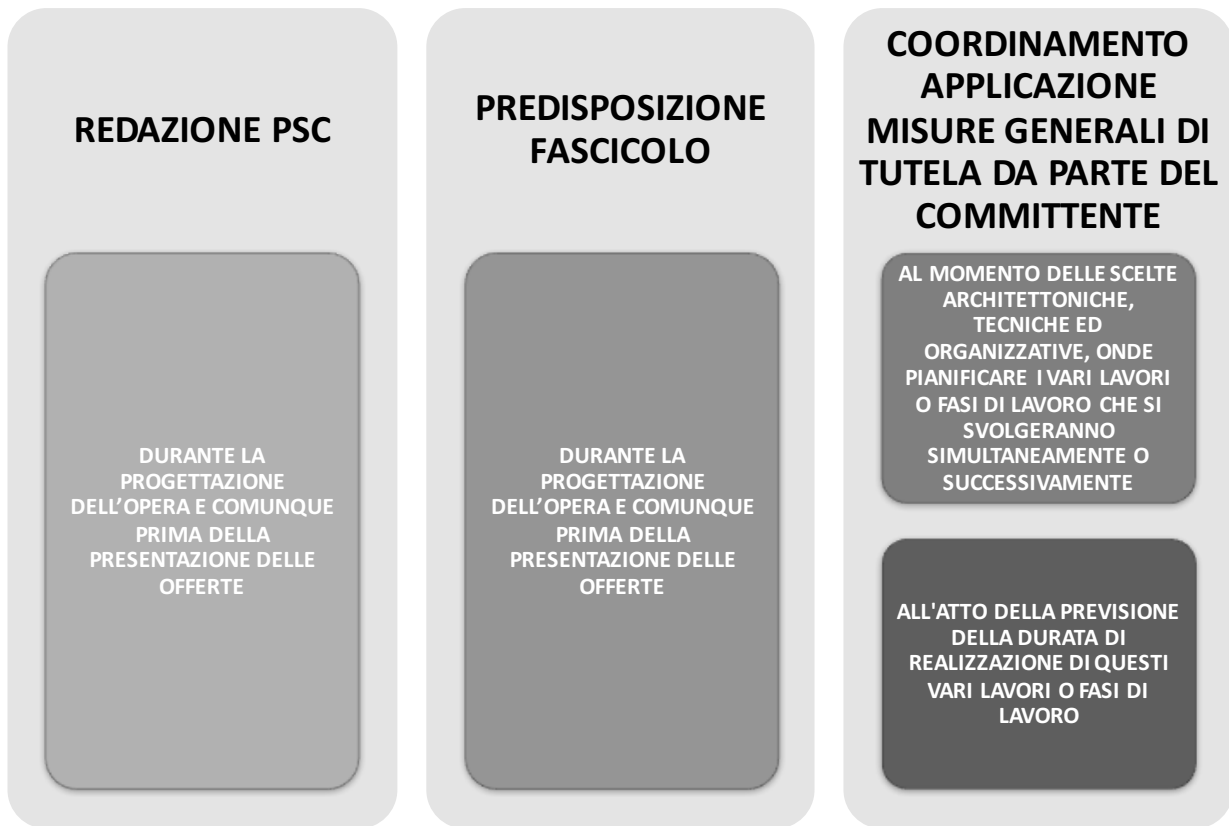 REDAZIONE PSC
DURANTE LA
PROGETTAZIONE
DELL'OPERA E COMUNQUE
PRIMA DELLA
PRESENTAZIONE DELLE
OFFERTE
PREDISPOSIZIONE
FASCICOLO
DURANTE LA
PROGETTAZIONE
DELL'OPERA E COMUNQUE
PRIMA DELLA
PRESENTAZIONE DELLE
OFFERTE
COORDINAMENTO
APPLICAZIONE
MISURE GENERALI DI
TUTELA DA PARTE DEL
COMMITTENTE
AL MOMENTO DELLE SCELTE
ARCHITETTONICHE,
TECNICHE ED
ORGANIZZATIVE, ONDE
PIANIFICARE I VARI LAVORI
O FASI DI LAVORO CHE SI
SVOLGERANNO
SIMULTANEAMENTE O
SUCCESSIVAMENTE
ALL'ATTO DELLA PREVISIONE
DELLA DURATA DI
REALIZZAZIONE DI QUESTI
VARI LAVORI O FASI DI
LAVORO